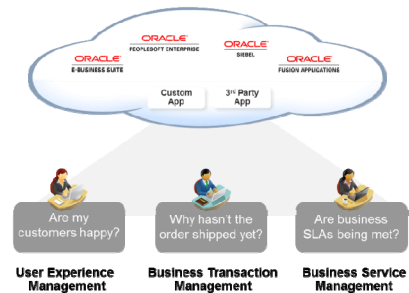 ORACLE
PEOPLESOFT ENTERPRISE
ORACLE
SIEBEL
ORACLE
E-BUSINESS SUITE
ORACLE
FUSION APPLICATIONS
Custom
App
3rd Party
App
Are my
customers happy?
Why hasn't the
order shipped yet?
Are business
SLAs being met?
User Experience
Management
Business Transaction
Management
Business Service
Management